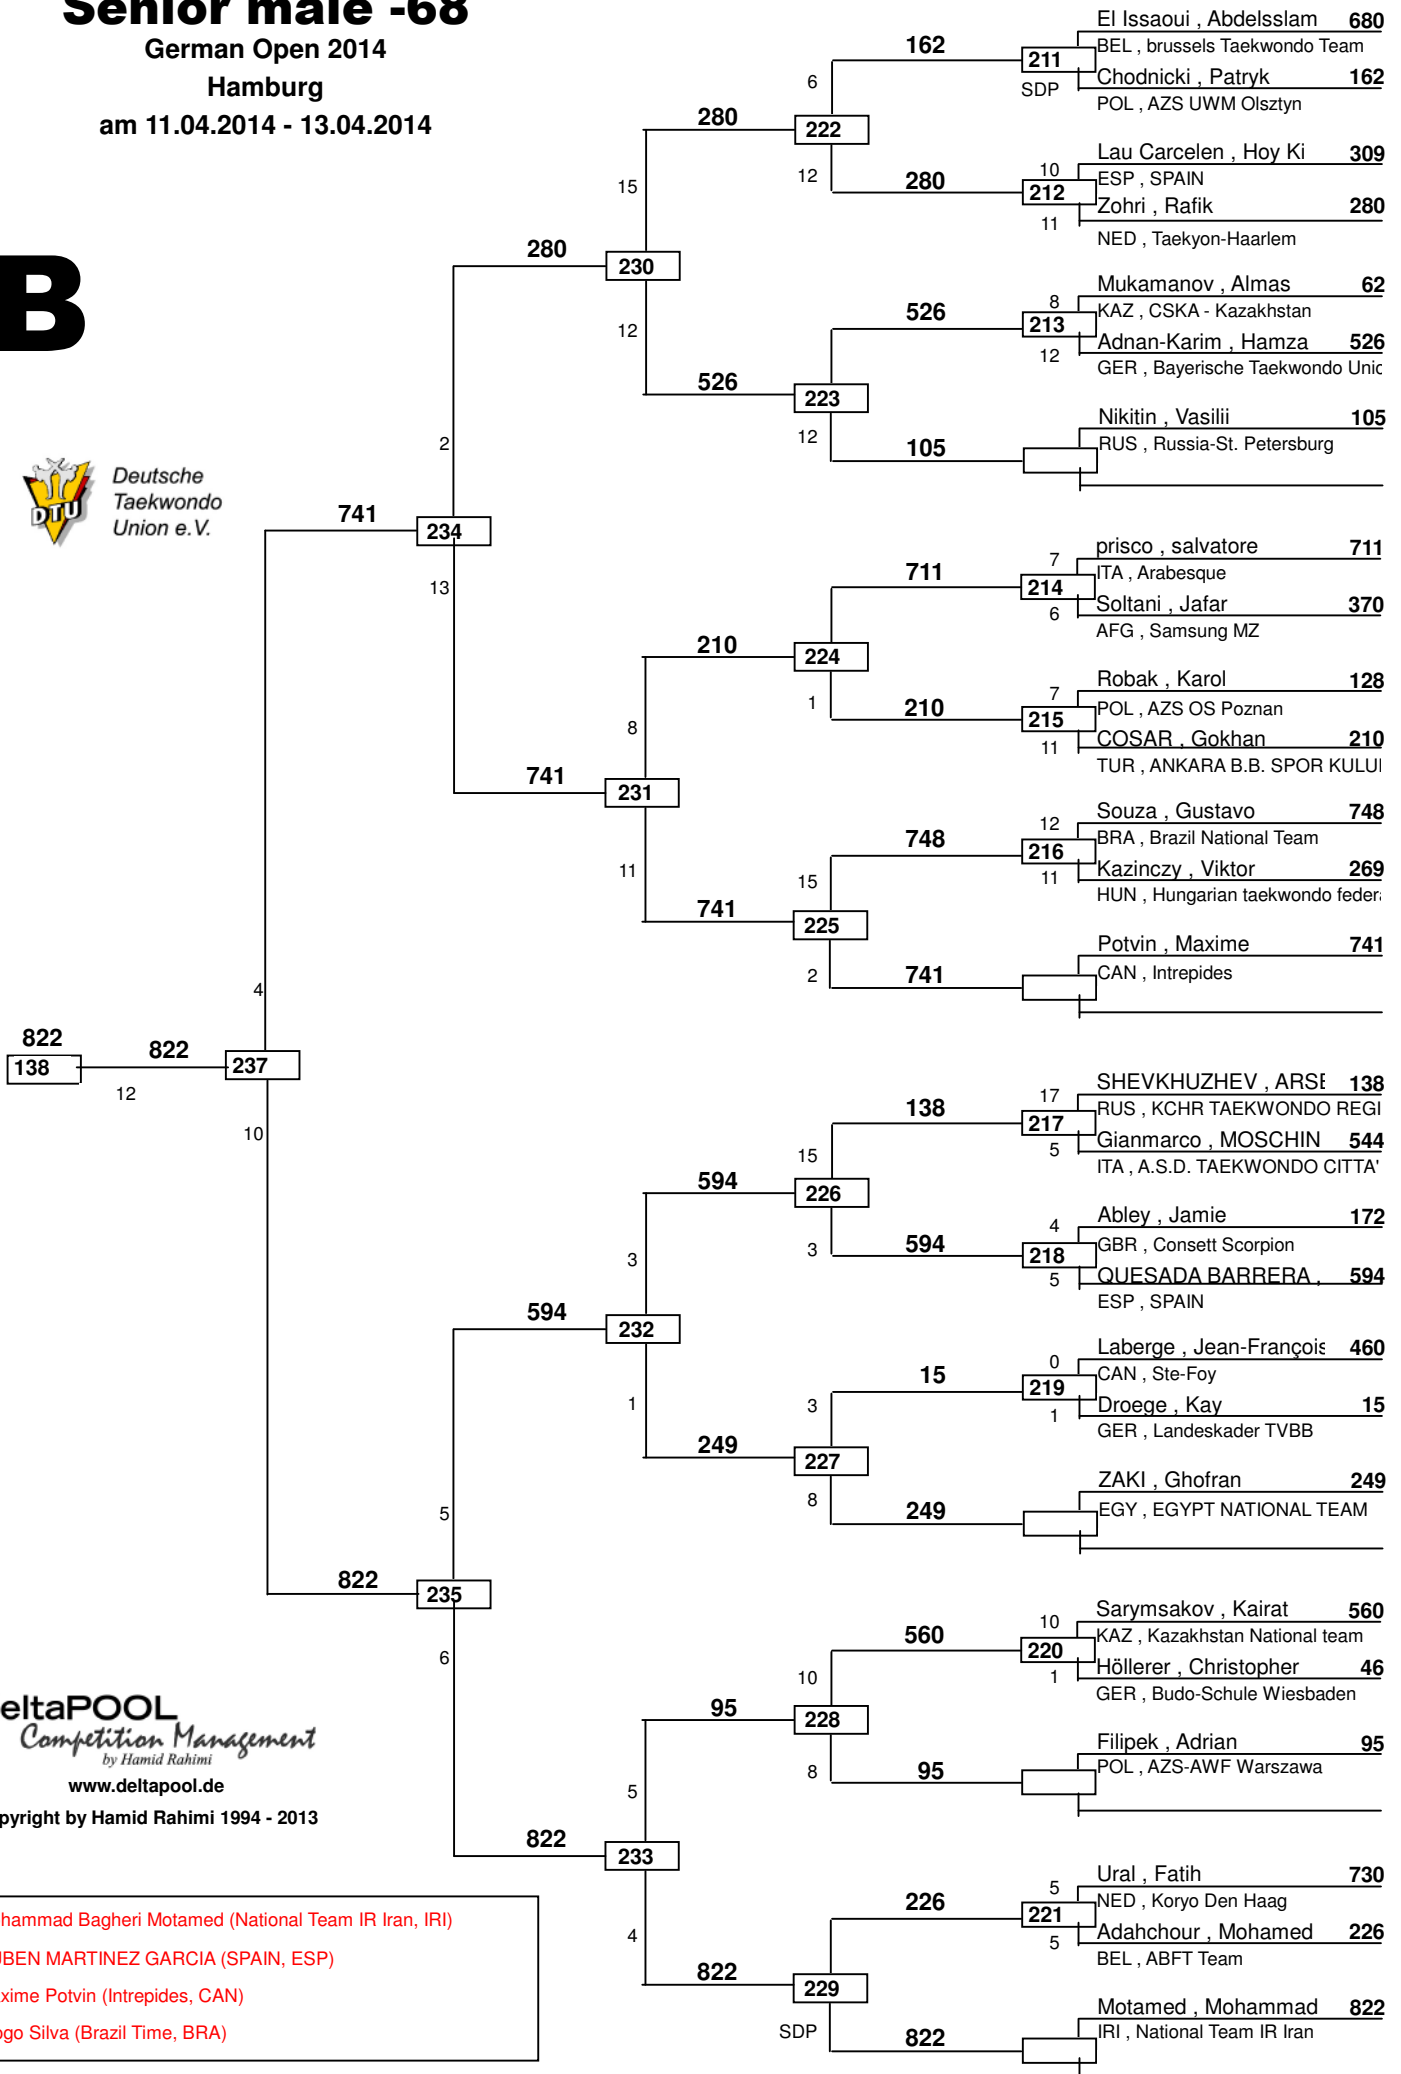 Senior male -68
German Open 2014
Hamburg
am 11.04.2014 - 13.04.2014
B
DTU
Deutsche
Taekwondo
Union e.V.
El Issaoui , Abdelsslam 680
BEL , brussels Taekwondo Team
162
211
SDP
Chodnicki , Patryk 162
POL , AZS UWM Olsztyn
6
280
222
12
Lau Carcelen , Hoy Ki 309
10
ESP , SPAIN
280
212
Zohri , Rafik 280
11
NED , Taekyon-Haarlem
15
280
230
12
Mukamanov , Almas 62
8
KAZ , CSKA - Kazakhstan
526
213
Adnan-Karim , Hamza 526
12
GER , Bayerische Taekwondo Unic
526
223
12
Nikitin , Vasilii 105
RUS , Russia-St. Petersburg
105
2
741
234
13
prisco , salvatore 711
7
ITA , Arabesque
711
214
Soltani , Jafar 370
6
AFG , Samsung MZ
210
224
1
Robak , Karol 128
7
POL , AZS OS Poznan
210
215
COSAR , Gokhan 210
11
TUR , ANKARA B.B. SPOR KULUI
8
741
231
11
Souza , Gustavo 748
12
BRA , Brazil National Team
748
216
Kazinczy , Viktor 269
11
HUN , Hungarian taekwondo feder
15
741
225
2
Potvin , Maxime 741
CAN , Intrepides
741
4
822
138
822
12
237
10
SHEVKHUZHEV , ARSE 138
17
RUS , KCHR TAEKWONDO REGI
138
217
Gianmarco , MOSCHIN 544
5
ITA , A.S.D. TAEKWONDO CITTA'
15
594
226
3
Abley , Jamie 172
4
GBR , Consett Scorpion
594
218
QUESADA BARRERA , 594
5
ESP , SPAIN
3
594
232
1
Laberge , Jean-François 460
0
CAN , Ste-Foy
15
219
Droege , Kay 15
1
GER , Landeskader TVBB
3
249
227
8
ZAKI , Ghofran 249
EGY , EGYPT NATIONAL TEAM
249
5
822
235
6
Sarymsakov , Kairat 560
10
KAZ , Kazakhstan National team
560
220
Höllerer , Christopher 46
1
GER , Budo-Schule Wiesbaden
10
95
228
8
Filipek , Adrian 95
POL , AZS-AWF Warszawa
95
5
822
233
4
Ural , Fatih 730
5
NED , Koryo Den Haag
226
221
Adahchour , Mohamed 226
5
BEL , ABFT Team
822
229
SDP
Motamed , Mohammad 822
IRI , National Team IR Iran
822
eltaPOOL
Competition Management
by Hamid Rahimi
www.deltapool.de
pyright by Hamid Rahimi 1994 - 2013
hammad Bagheri Motamed (National Team IR Iran, IRI)
BEN MARTINEZ GARCIA (SPAIN, ESP)
xime Potvin (Intrepides, CAN)
ogo Silva (Brazil Time, BRA)